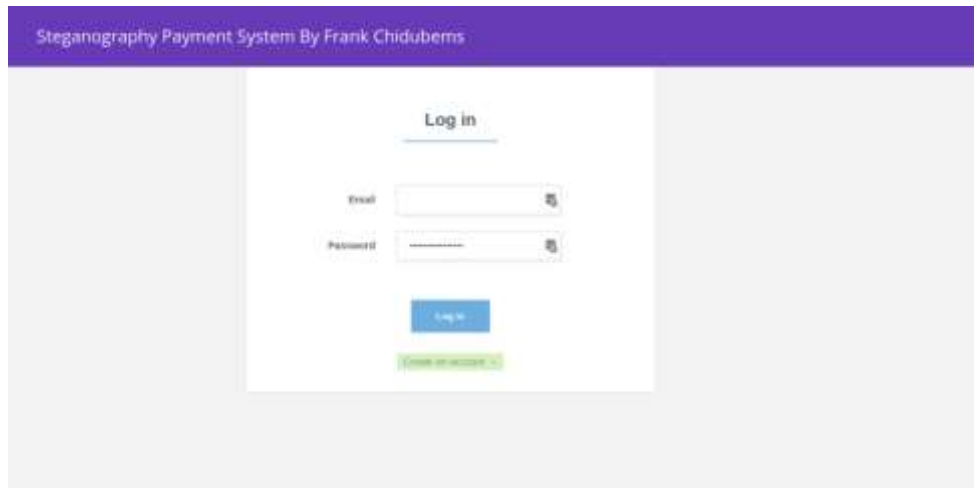 Steganography Payment System By Frank Chidubems
Log in
Email
Password
Log in
Create an account